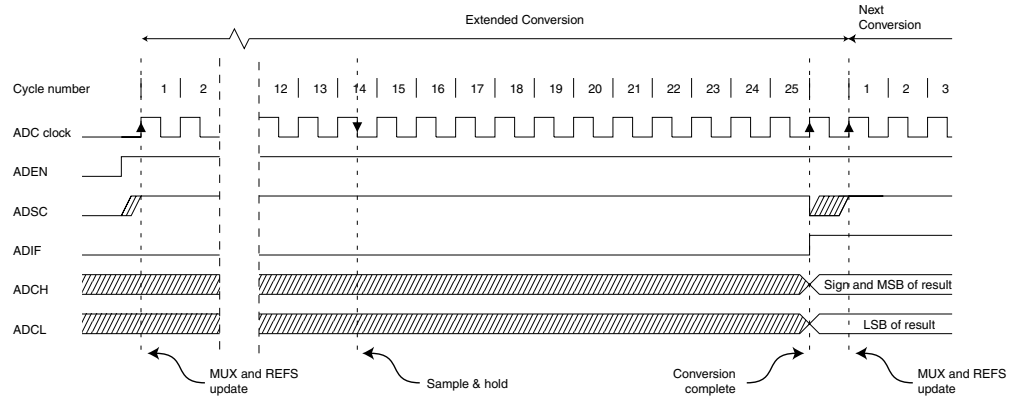 Extended Conversion
Next
Conversion
Cycle number 1 2 12 13 14 15 16 17 18 19 20 21 22 23 24 25 1 2 3
ADC clock
ADEN
ADSC
ADIF
ADCH Sign and MSB of result
ADCL LSB of result
MUX and REFS
update
Sample & hold
Conversion
complete
MUX and REFS
update